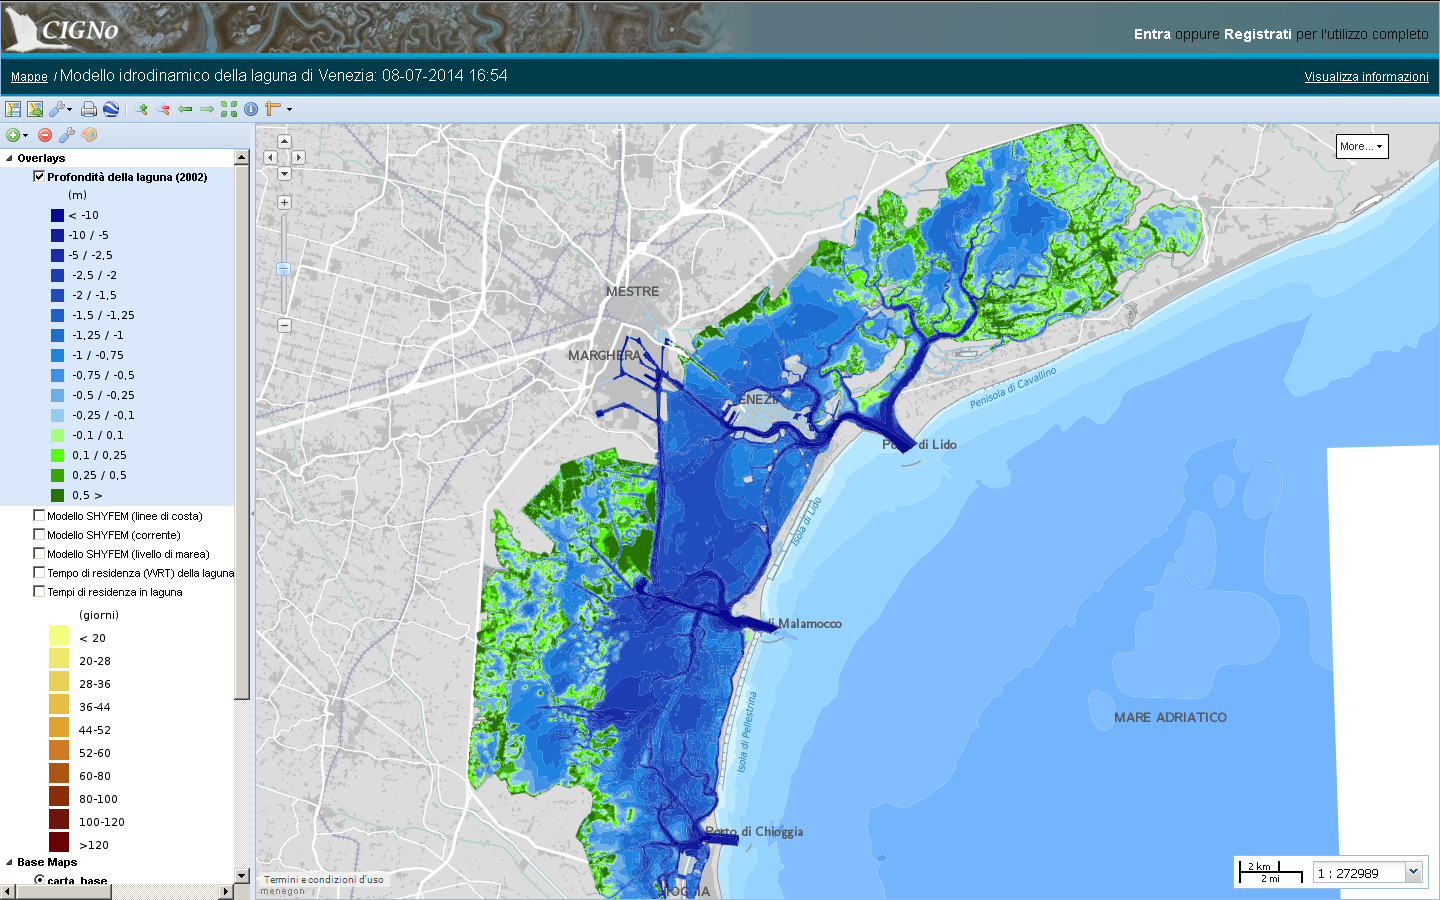 CIGNo
Entra oppure Registrati per l'utilizzo completo
Mappe / Modello idrodinamico della laguna di Venezia: 08-07-2014 16:54
Visualizza informazioni
Overlays
Profondità della laguna (2002)
(m)
< -10
-10 / -5
-5 / -2,5
-2,5 / -2
-2 / -1,5
-1,5 / -1,25
-1,25 / -1
-1 / -0,75
-0,75 / -0,5
-0,5 / -0,25
-0,25 / -0,1
-0,1 / 0,1
0,1 / 0,25
0,25 / 0,5
0,5 >
Modello SHYFEM (linee di costa)
Modello SHYFEM (corrente)
Modello SHYFEM (livello di marea)
Tempo di residenza (WRT) della laguna
Tempi di residenza in laguna
(giorni)
< 20
20-28
28-36
36-44
44-52
52-60
60-80
80-100
100-120
>120
Base Maps
carta_base
More...
MESTRE
MARGHERA
ENEZIA
Penisola di Cavallino
Lido
Isola di Lido
di Malamocco
Isola di Pellestrina
MARE ADRIATICO
Porto di Chioggia
OGGIA
Termini e condizioni d'uso
menegon
2 km
2 mi
1 : 272989